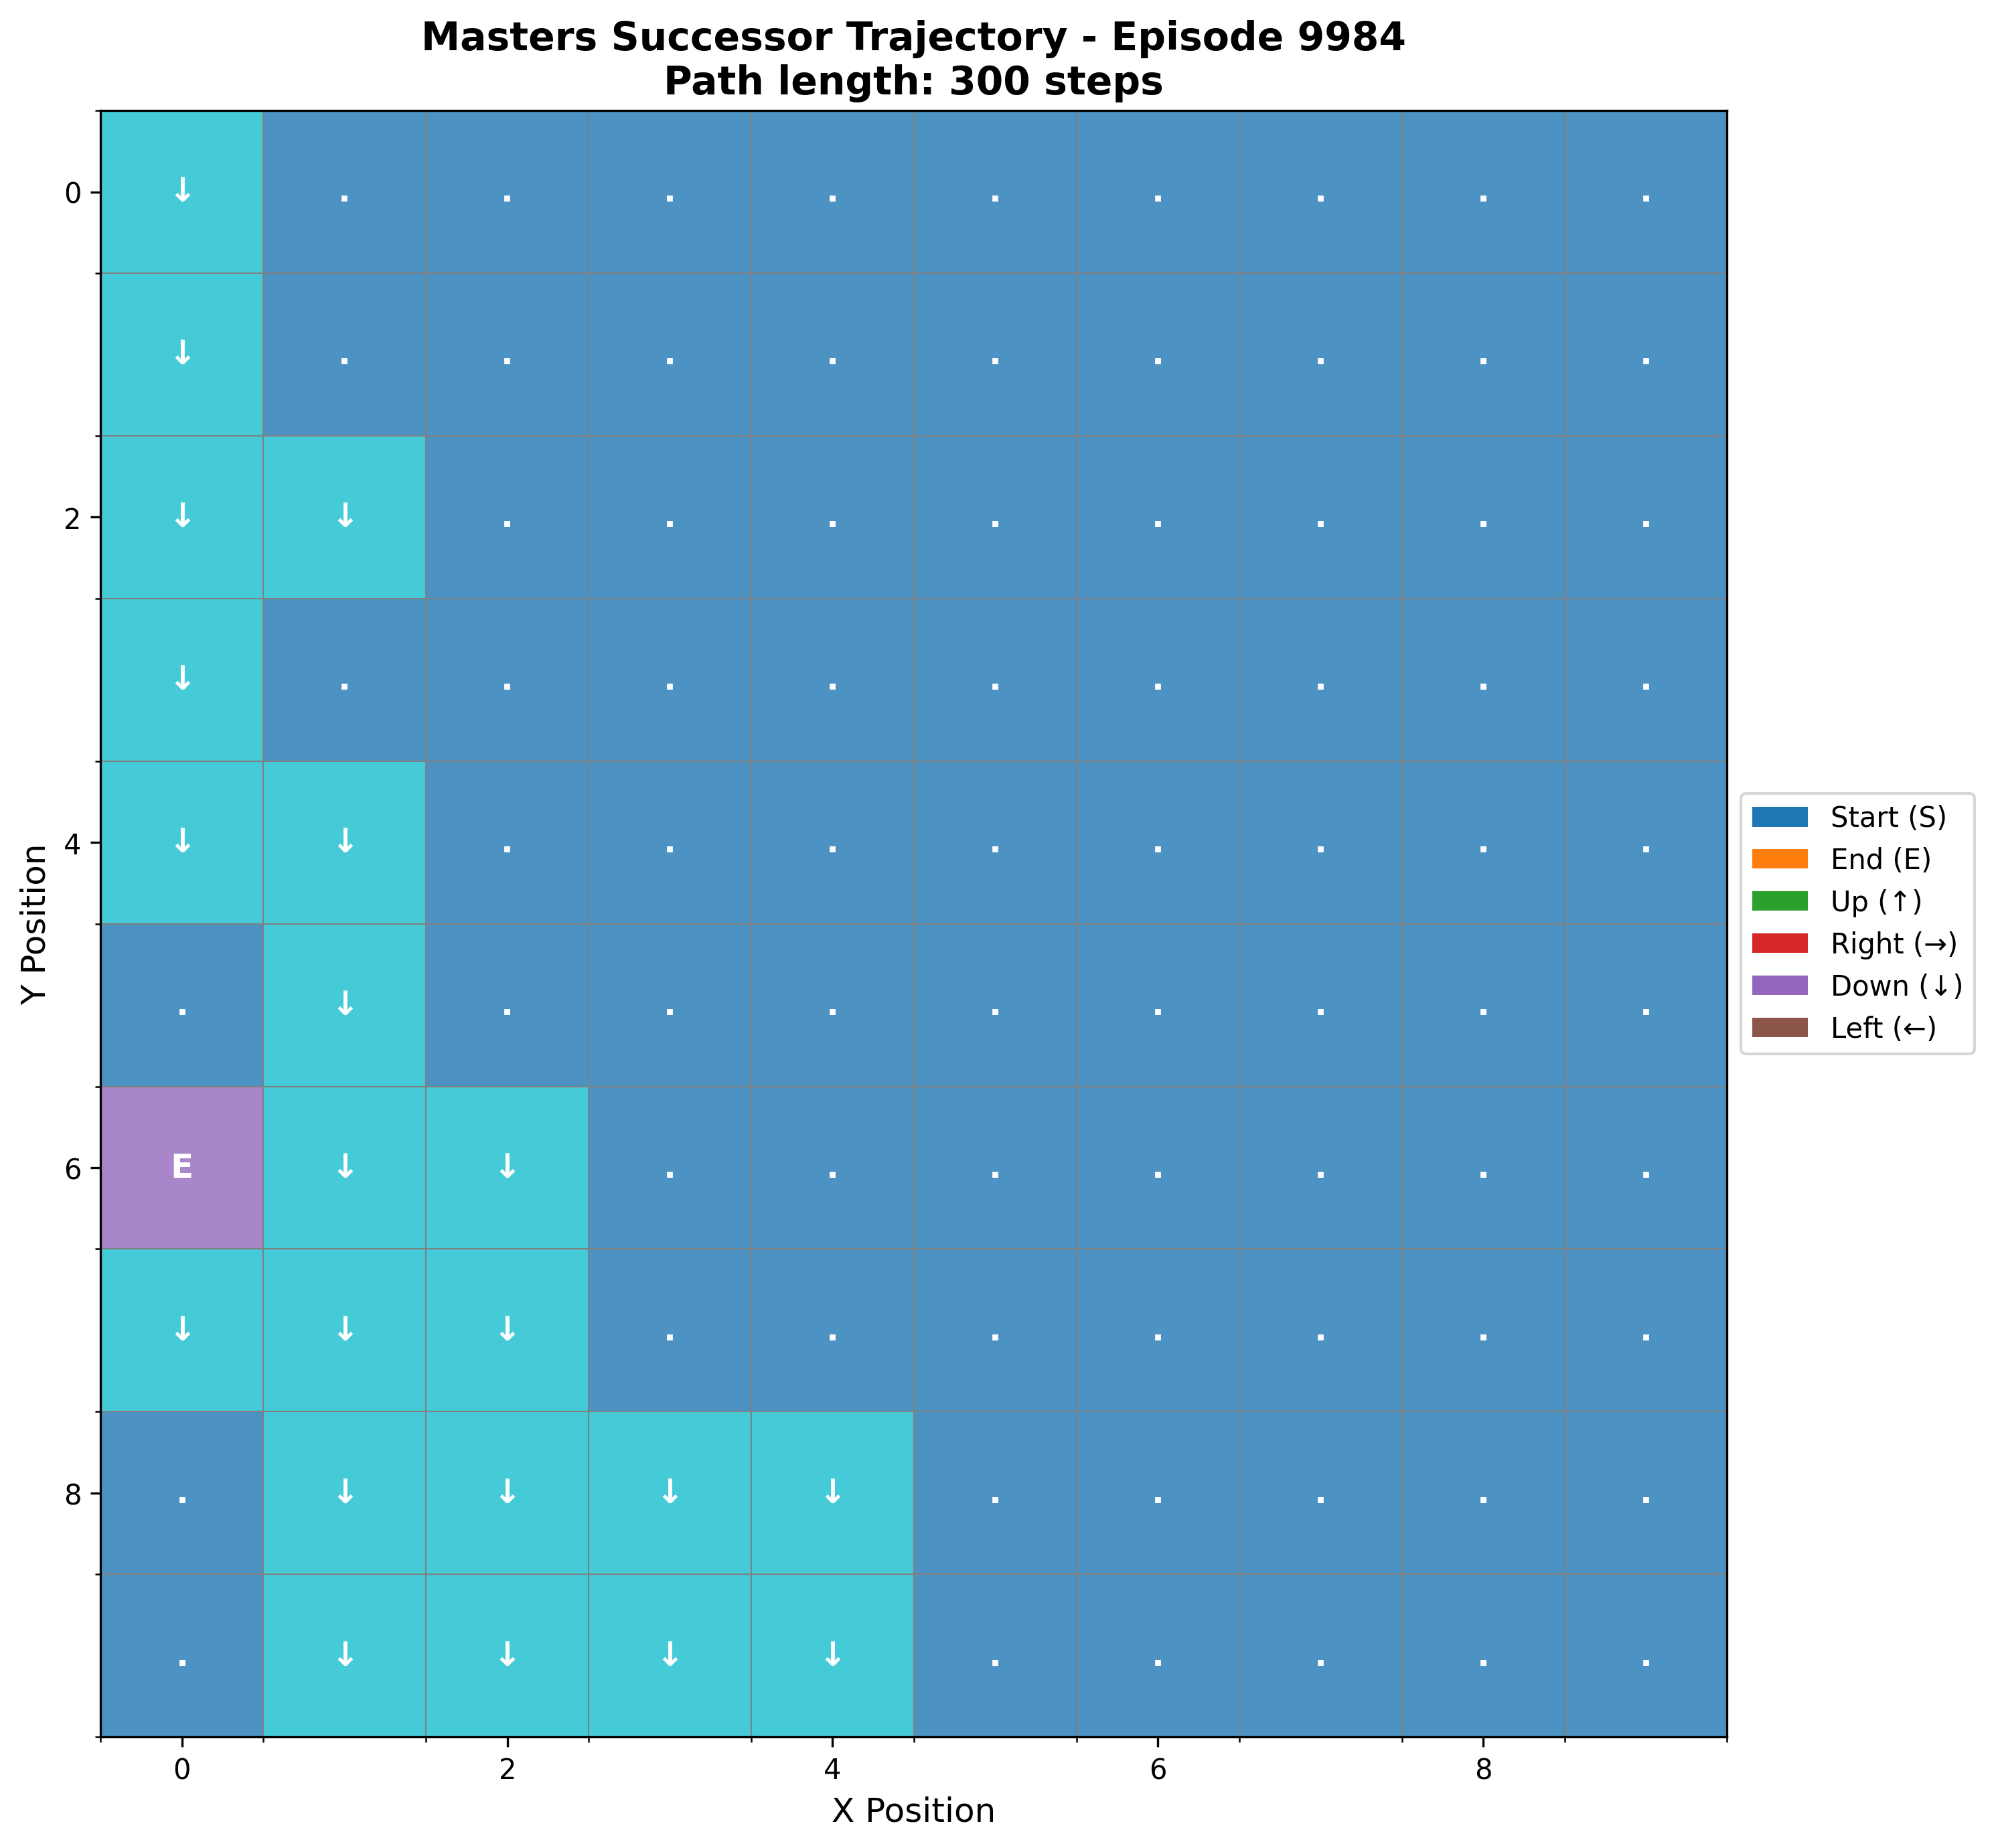 Masters Successor Trajectory - Episode 9984
Path length: 300 steps
0 ↓ . . . . . . . . .
↓ . . . . . . . . .
2 ↓ ↓ . . . . . . . .
↓ . . . . . . . . .
4 ↓ ↓ . . . . . . . .
. ↓ . . . . . . . .
6 E ↓ ↓ . . . . . . .
↓ ↓ ↓ . . . . . . .
8 . ↓ ↓ ↓ ↓ . . . . .
. ↓ ↓ ↓ ↓ . . . . .
0 2 4 6 8
X Position
Y Position
Start (S)
End (E)
Up (↑)
Right (→)
Down (↓)
Left (←)